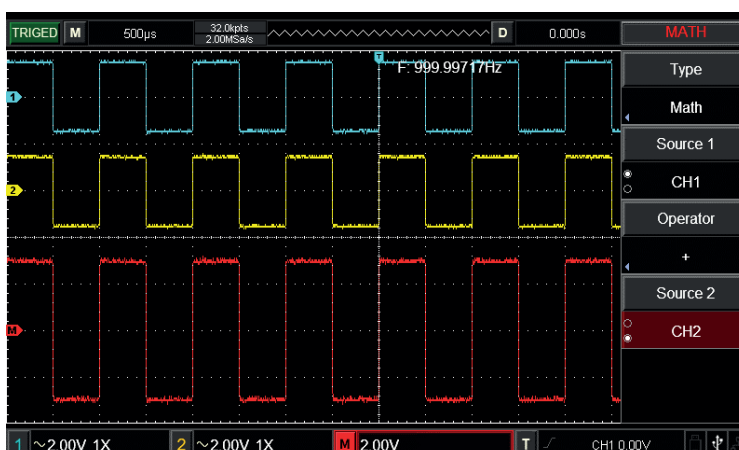 TRIGED M 500µs 32.0kpts D 0.000s MATH
2.00MSa/s
T
F: 999.99717Hz
Type
Math
1
Source 1
CH1
2
Operator
+
Source 2
M
CH2
1 ~2.00V 1X 2 ~2.00V 1X M 2.00V T CH1 0.00V